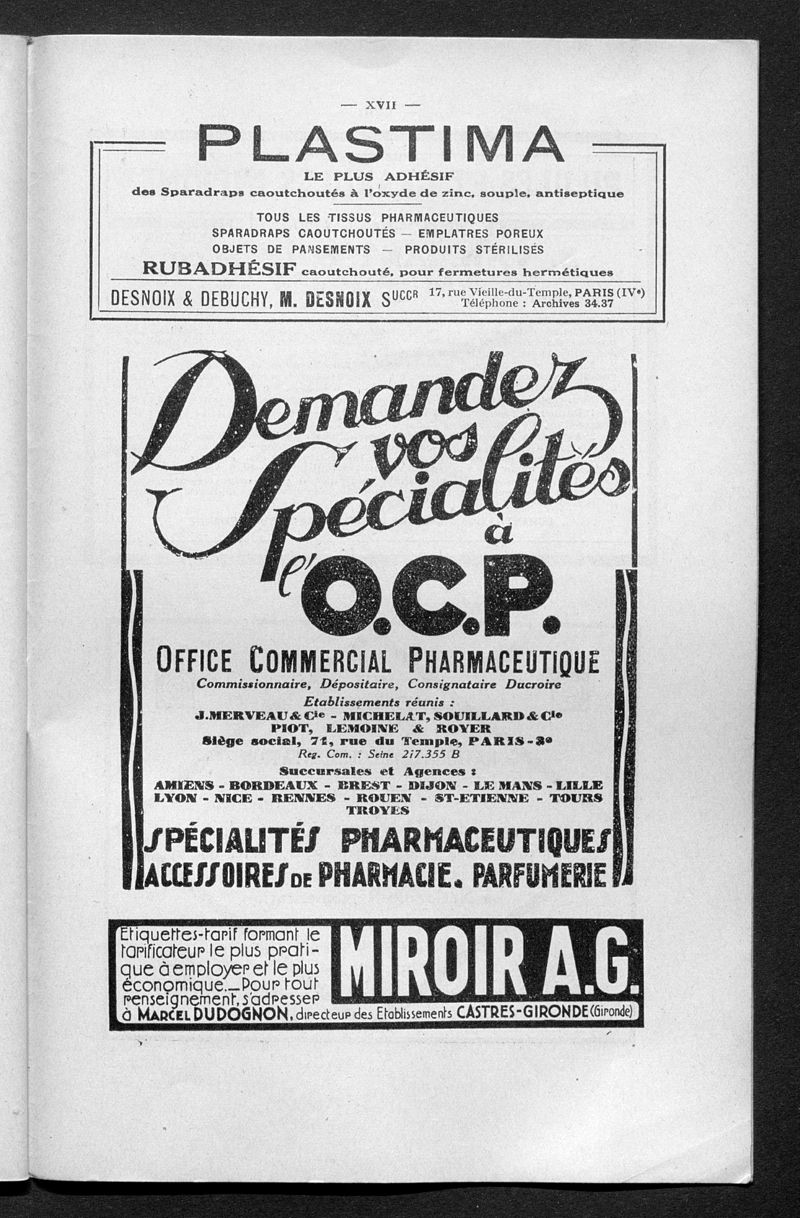 — XVII —
PLASTIMA
LE PLUS ADHÉSIF
des Sparadraps caoutchoutés à l'oxyde de zinc, souple, antiseptique
TOUS LES TISSUS PHARMACEUTIQUES
SPARADRAPS CAOUTCHOUTÉS — EMPLATRES POREUX
OBJETS DE PANSEMENTS — PRODUITS STÉRILISÉS
RUBADHÉSIF caoutchouté, pour fermetures hermétiques
DESNOIX & DEBUCHY, M. DESNOIX SUCCR 17, rue Vieille-du-Temple, PARIS (IVe)
Téléphone : Archives 34.37
Demandez
vos
Spécialités
à
l'O.C.P.
OFFICE COMMERCIAL PHARMACEUTIQUE
Commissionnaire, Dépositaire, Consignataire Ducroire
Etablissements réunis :
J. MERVEAU & Cie - MICHELAT, SOUILLARD & Cie
PIOT, LEMOINE & ROYER
Siège social, 71, rue du Temple, PARIS-3e
Reg. Com. : Seine 217.355 B
Succursales et Agences :
AMIENS - BORDEAUX - BREST - DIJON - LE MANS - LILLE
LYON - NICE - RENNES - ROUEN - ST-ETIENNE - TOURS
TROYES
SPÉCIALITÉS PHARMACEUTIQUES
ACCESSOIRES DE PHARMACIE. PARFUMERIE
Etiquettes-tarif formant le
tarificateur le plus prati-
que à employer et le plus
économique._Pour tout
renseignement, s'adresser
MIROIR A.G.
à MARCEL DUDOGNON, directeur des Etablissements CASTRES-GIRONDE (Gironde)